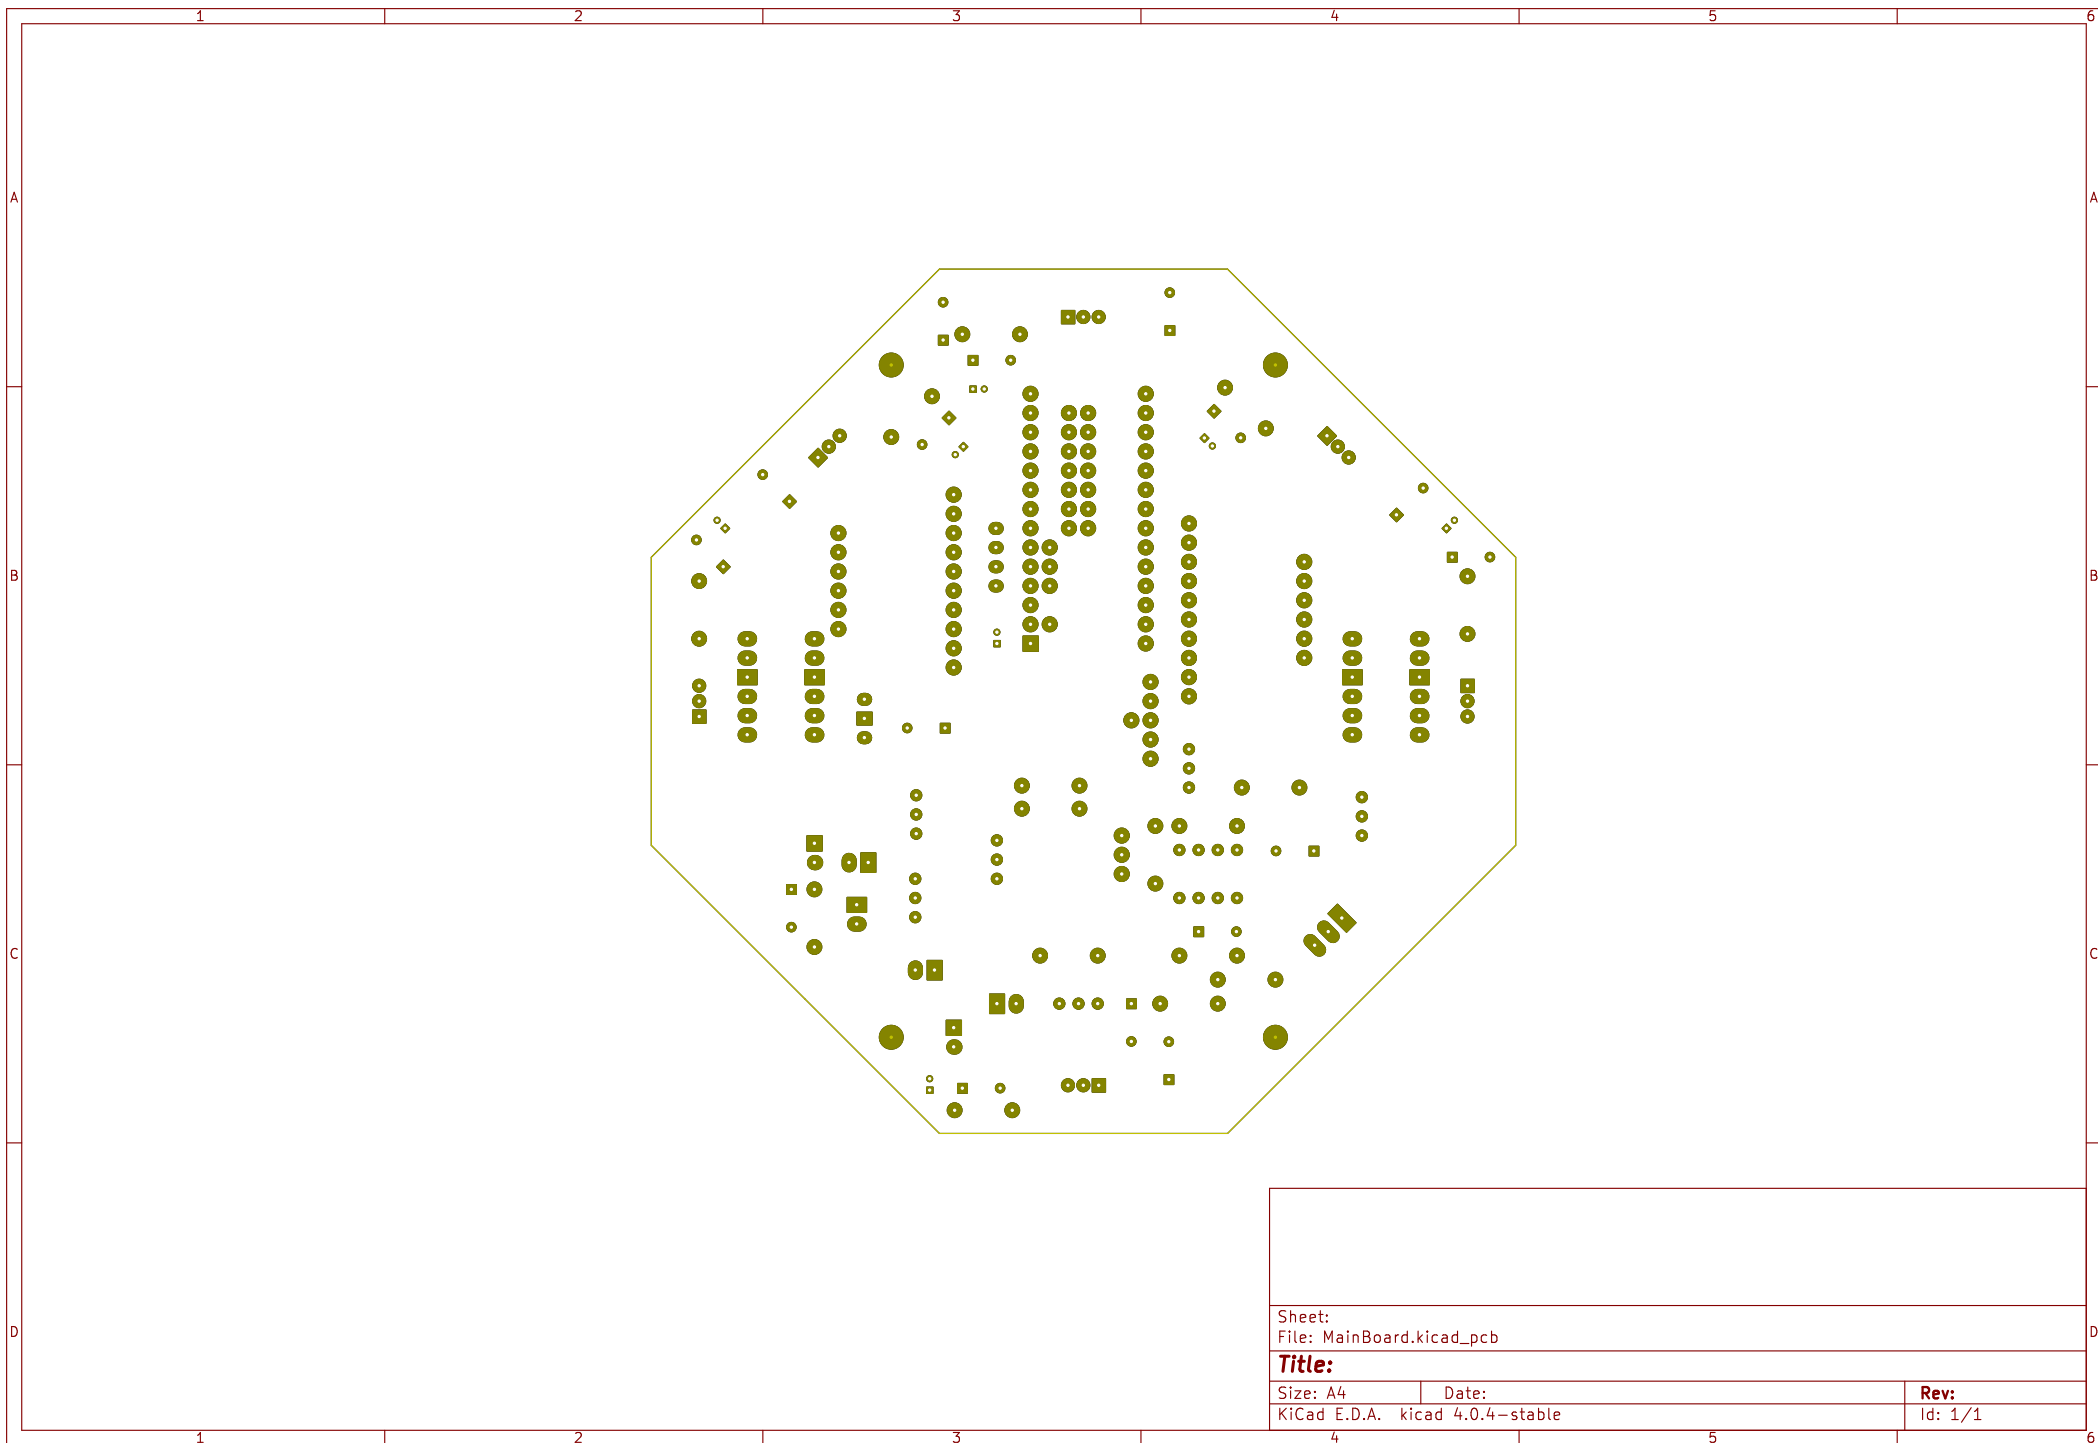 1 2 3 4 5 6
A A
B B
C C
D D
Sheet:
File: MainBoard.kicad_pcb
Title:
Size: A4 Date: Rev:
KiCad E.D.A. kicad 4.0.4-stable Id: 1/1
1 2 3 4 5 6